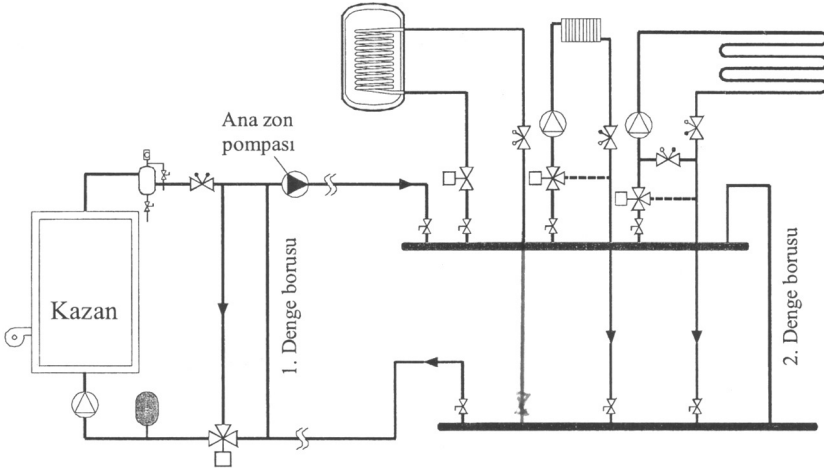 Ana zon
pompası
Kazan
1. Denge borusu
2. Denge borusu